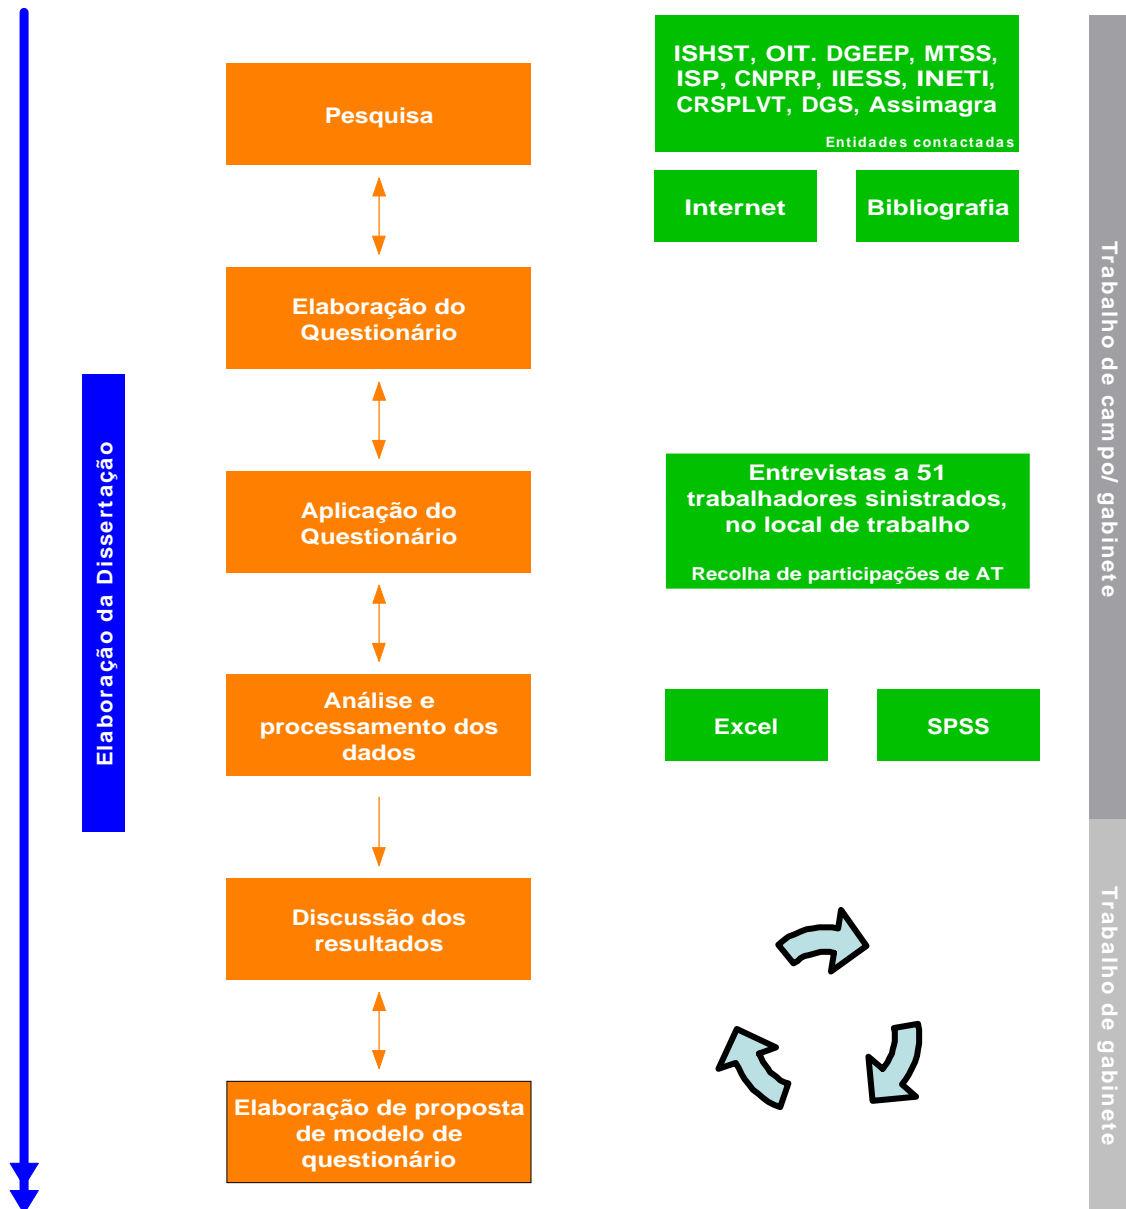 Pesquisa
ISHST, OIT. DGEEP, MTSS,
ISP, CNPRP, IIESS, INETI,
CRSPLVT, DGS, Assimagra
Entidades contactadas
Internet
Bibliografia
Elaboração do
Questionário
Aplicação do
Questionário
Entrevistas a 51
trabalhadores sinistrados,
no local de trabalho
Recolha de participações de AT
Análise e
processamento dos
dados
Excel
SPSS
Discussão dos
resultados
Elaboração de proposta
de modelo de
questionário
Elaboração da Dissertação
Trabalho de campo/ gabinete
Trabalho de gabinete